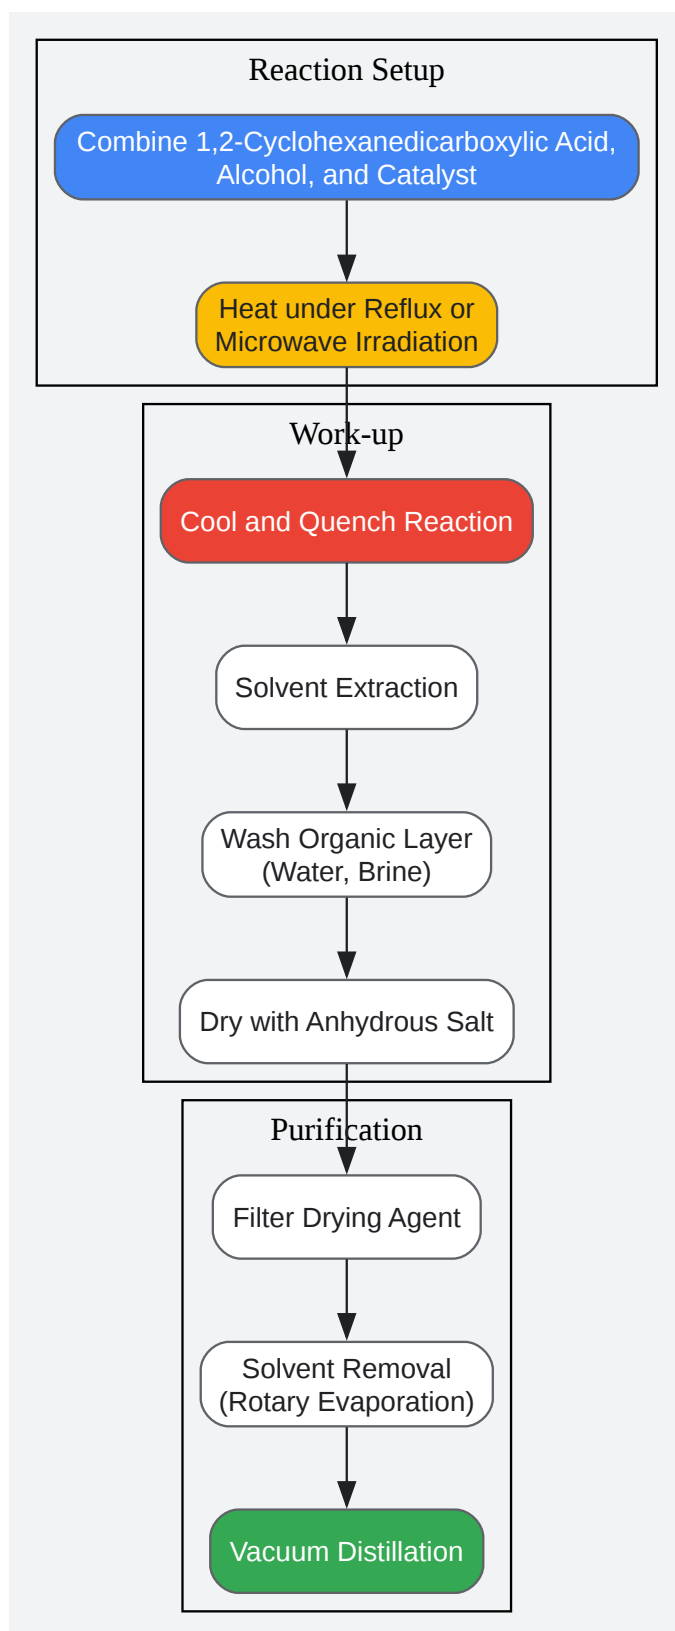 Reaction Setup
Combine 1,2-Cyclohexanedicarboxylic Acid,
Alcohol, and Catalyst
Heat under Reflux or
Microwave Irradiation
Work-up
Cool and Quench Reaction
Solvent Extraction
Wash Organic Layer
(Water, Brine)
Dry with Anhydrous Salt
Purification
Filter Drying Agent
Solvent Removal
(Rotary Evaporation)
Vacuum Distillation